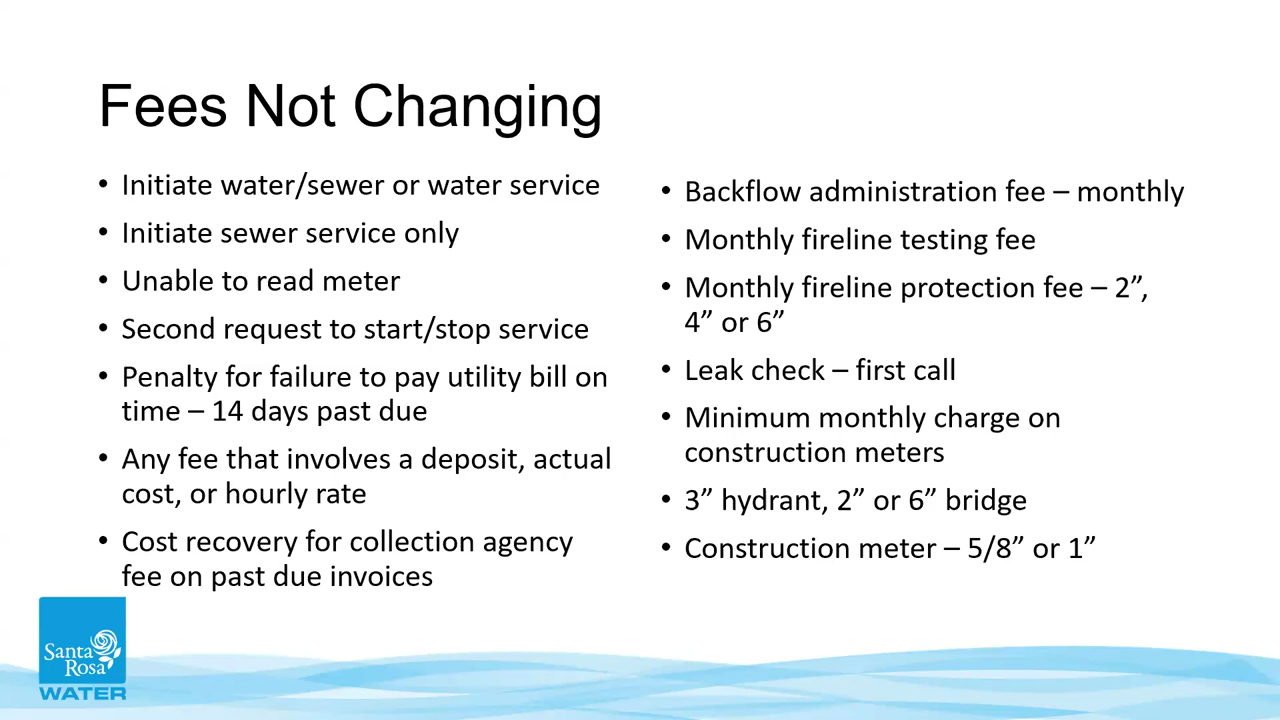 Fees Not Changing
• Initiate water/sewer or water service
• Initiate sewer service only
• Unable to read meter
• Second request to start/stop service
• Penalty for failure to pay utility bill on
time – 14 days past due
• Any fee that involves a deposit, actual
cost, or hourly rate
• Cost recovery for collection agency
fee on past due invoices
• Backflow administration fee – monthly
• Monthly fireline testing fee
• Monthly fireline protection fee – 2”,
4” or 6”
• Leak check – first call
• Minimum monthly charge on
construction meters
• 3” hydrant, 2” or 6” bridge
• Construction meter – 5/8” or 1”
Santa
Rosa
WATER